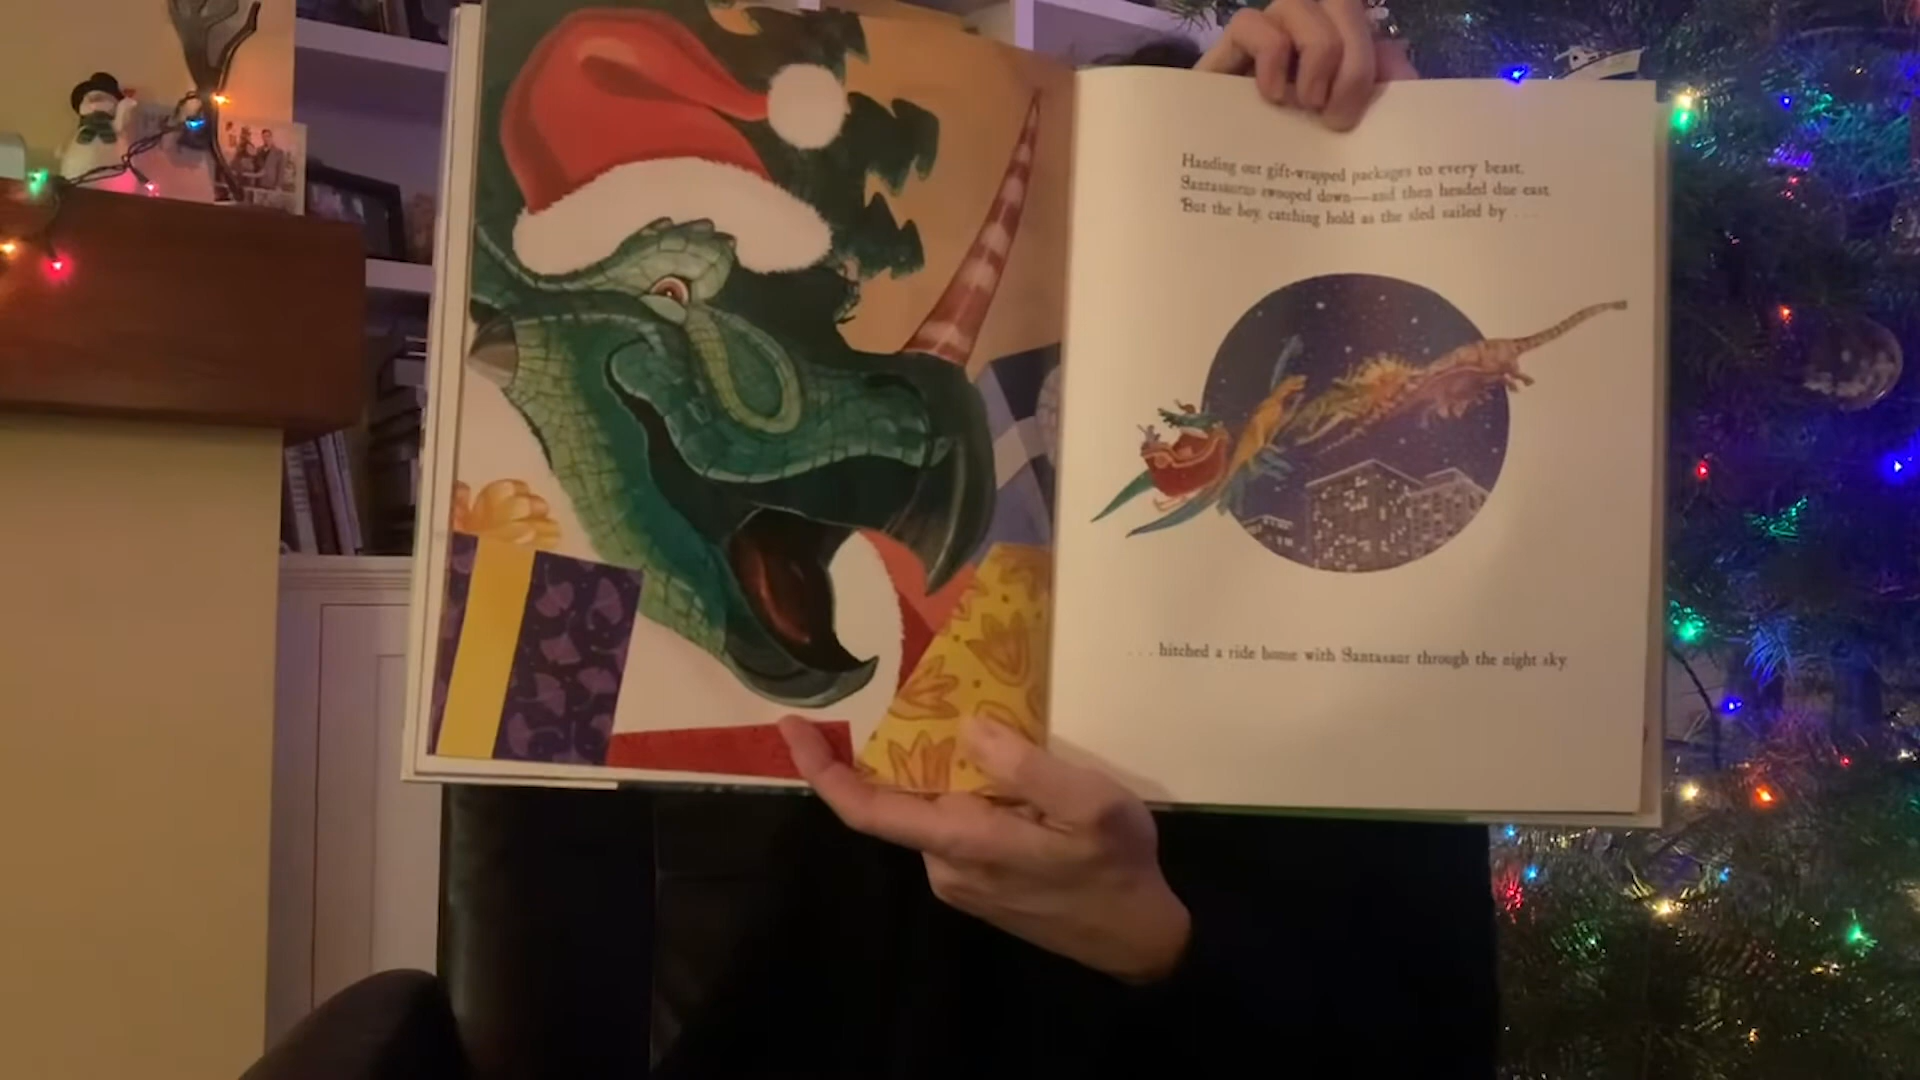 Handing out gift-wrapped packages to every beast,
Santasaurus swooped down—and then headed due east.
But the boy, catching hold as the sled sailed by . . .
. . . hitched a ride home with Santasaur through the night sky.